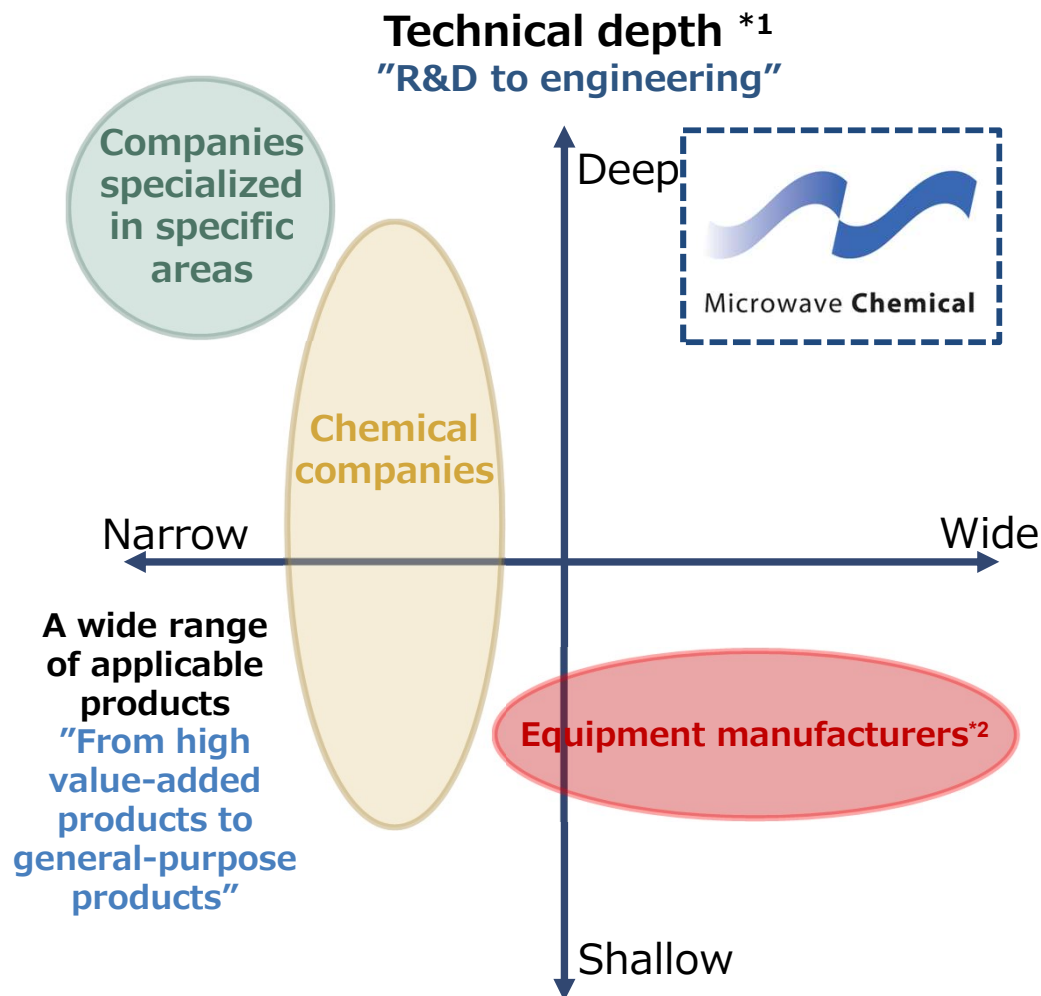 Technical depth *1
”R&D to engineering”
Companies
specialized
in specific
areas
Deep
Microwave Chemical
Chemical
companies
Narrow
Wide
A wide range
of applicable
products
”From high
value-added
products to
general-purpose
products”
Equipment manufacturers*2
Shallow